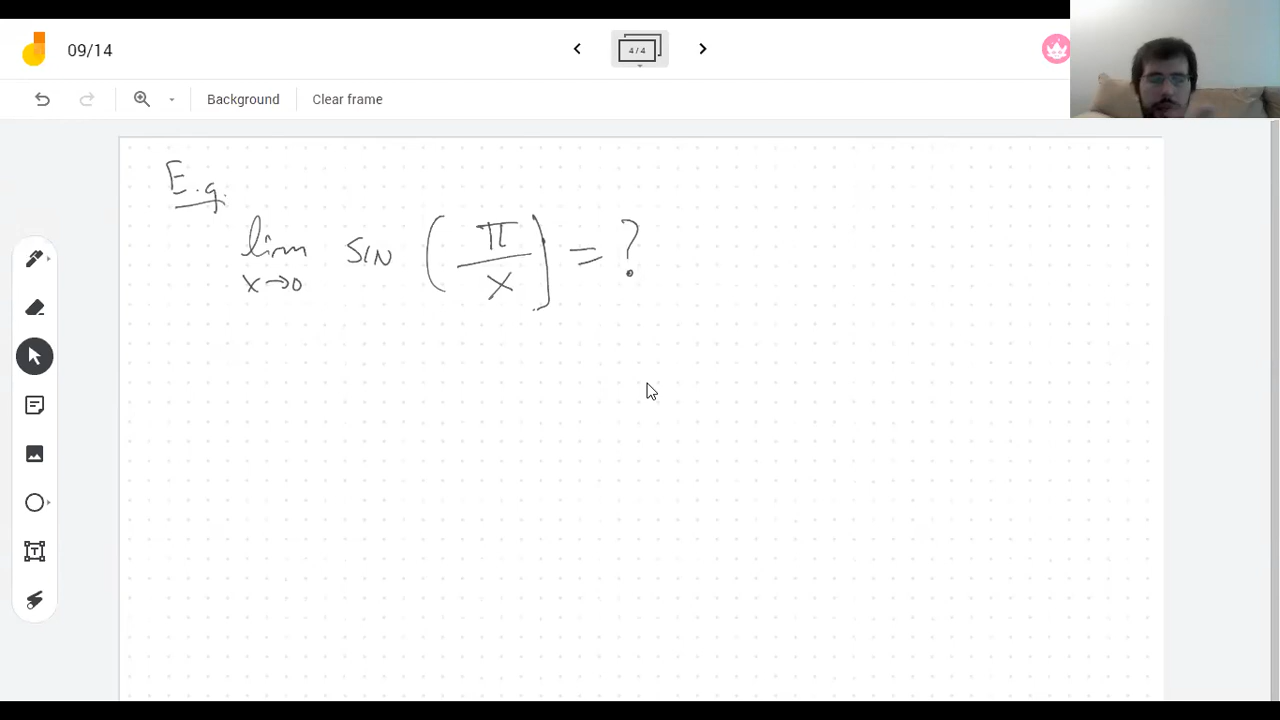 09/14
4/4
Background
Clear frame
E.g.
lim x→0 sin (π/x) = ?